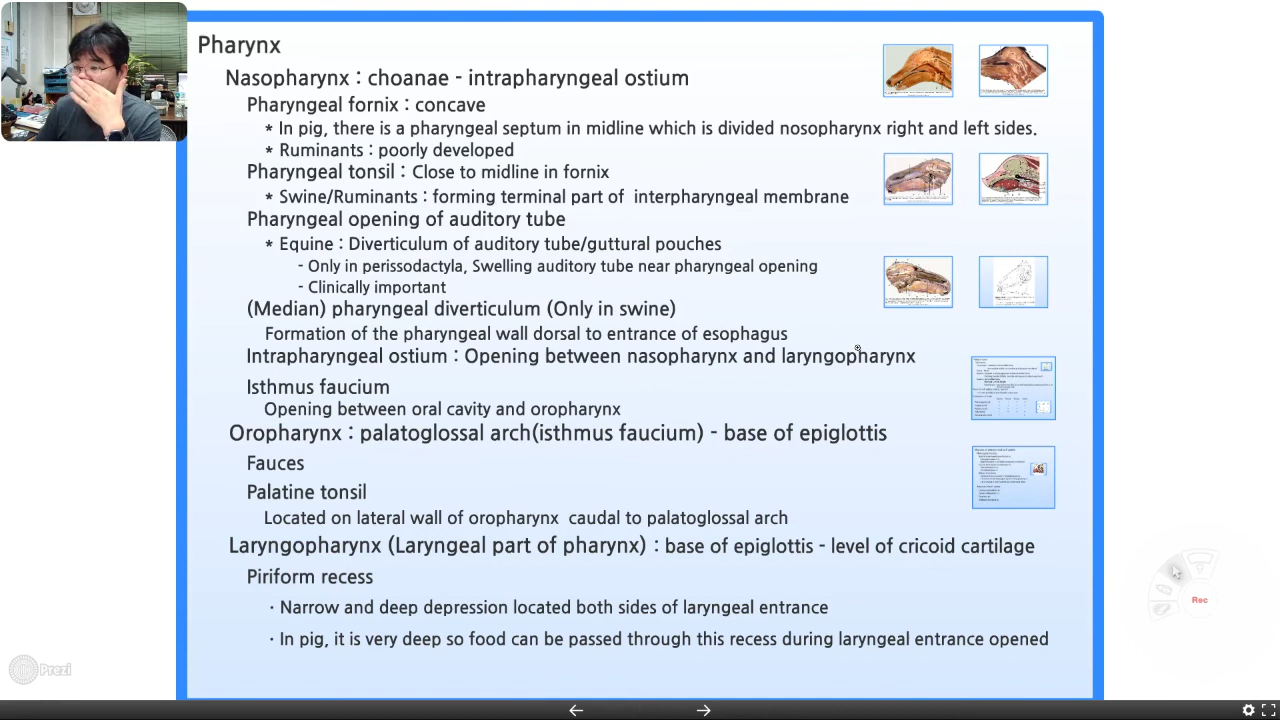 Pharynx
Nasopharynx : choanae - intrapharyngeal ostium
Pharyngeal fornix : concave
* In pig, there is a pharyngeal septum in midline which is divided nosopharynx right and left sides.
* Ruminants : poorly developed
Pharyngeal tonsil : Close to midline in fornix
* Swine/Ruminants : forming terminal part of interpharyngeal membrane
Pharyngeal opening of auditory tube
* Equine : Diverticulum of auditory tube/guttural pouches
- Only in perissodactyla, Swelling auditory tube near pharyngeal opening
- Clinically important
(Median) pharyngeal diverticulum (Only in swine)
Formation of the pharyngeal wall dorsal to entrance of esophagus
Intrapharyngeal ostium : Opening between nasopharynx and laryngopharynx
Isthmus faucium
Opening between oral cavity and oropharynx
Oropharynx : palatoglossal arch(isthmus faucium) - base of epiglottis
Fauces
Palatine tonsil
Located on lateral wall of oropharynx caudal to palatoglossal arch
Laryngopharynx (Laryngeal part of pharynx) : base of epiglottis - level of cricoid cartilage
Piriform recess
· Narrow and deep depression located both sides of laryngeal entrance
· In pig, it is very deep so food can be passed through this recess during laryngeal entrance opened
Rec
Prezi